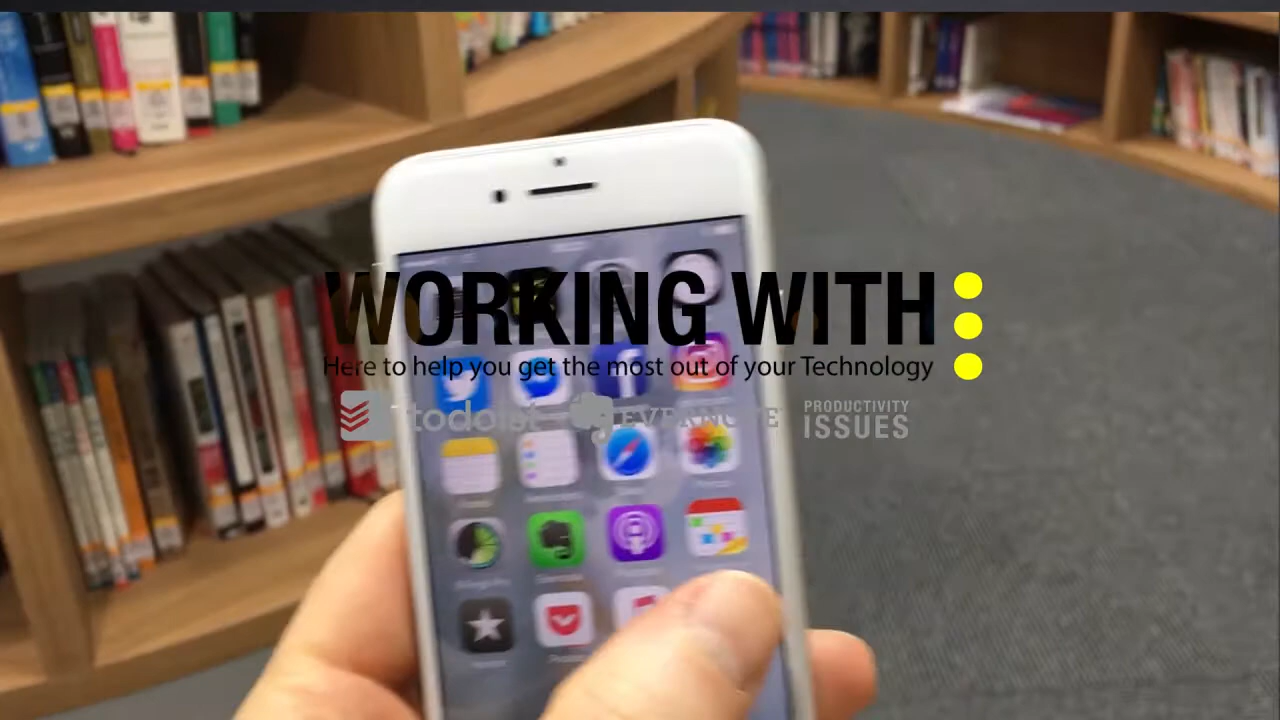 WORKING WITH
Here to help you get the most out of your Technology
todoist EVERNOTE PRODUCTIVITY
ISSUES